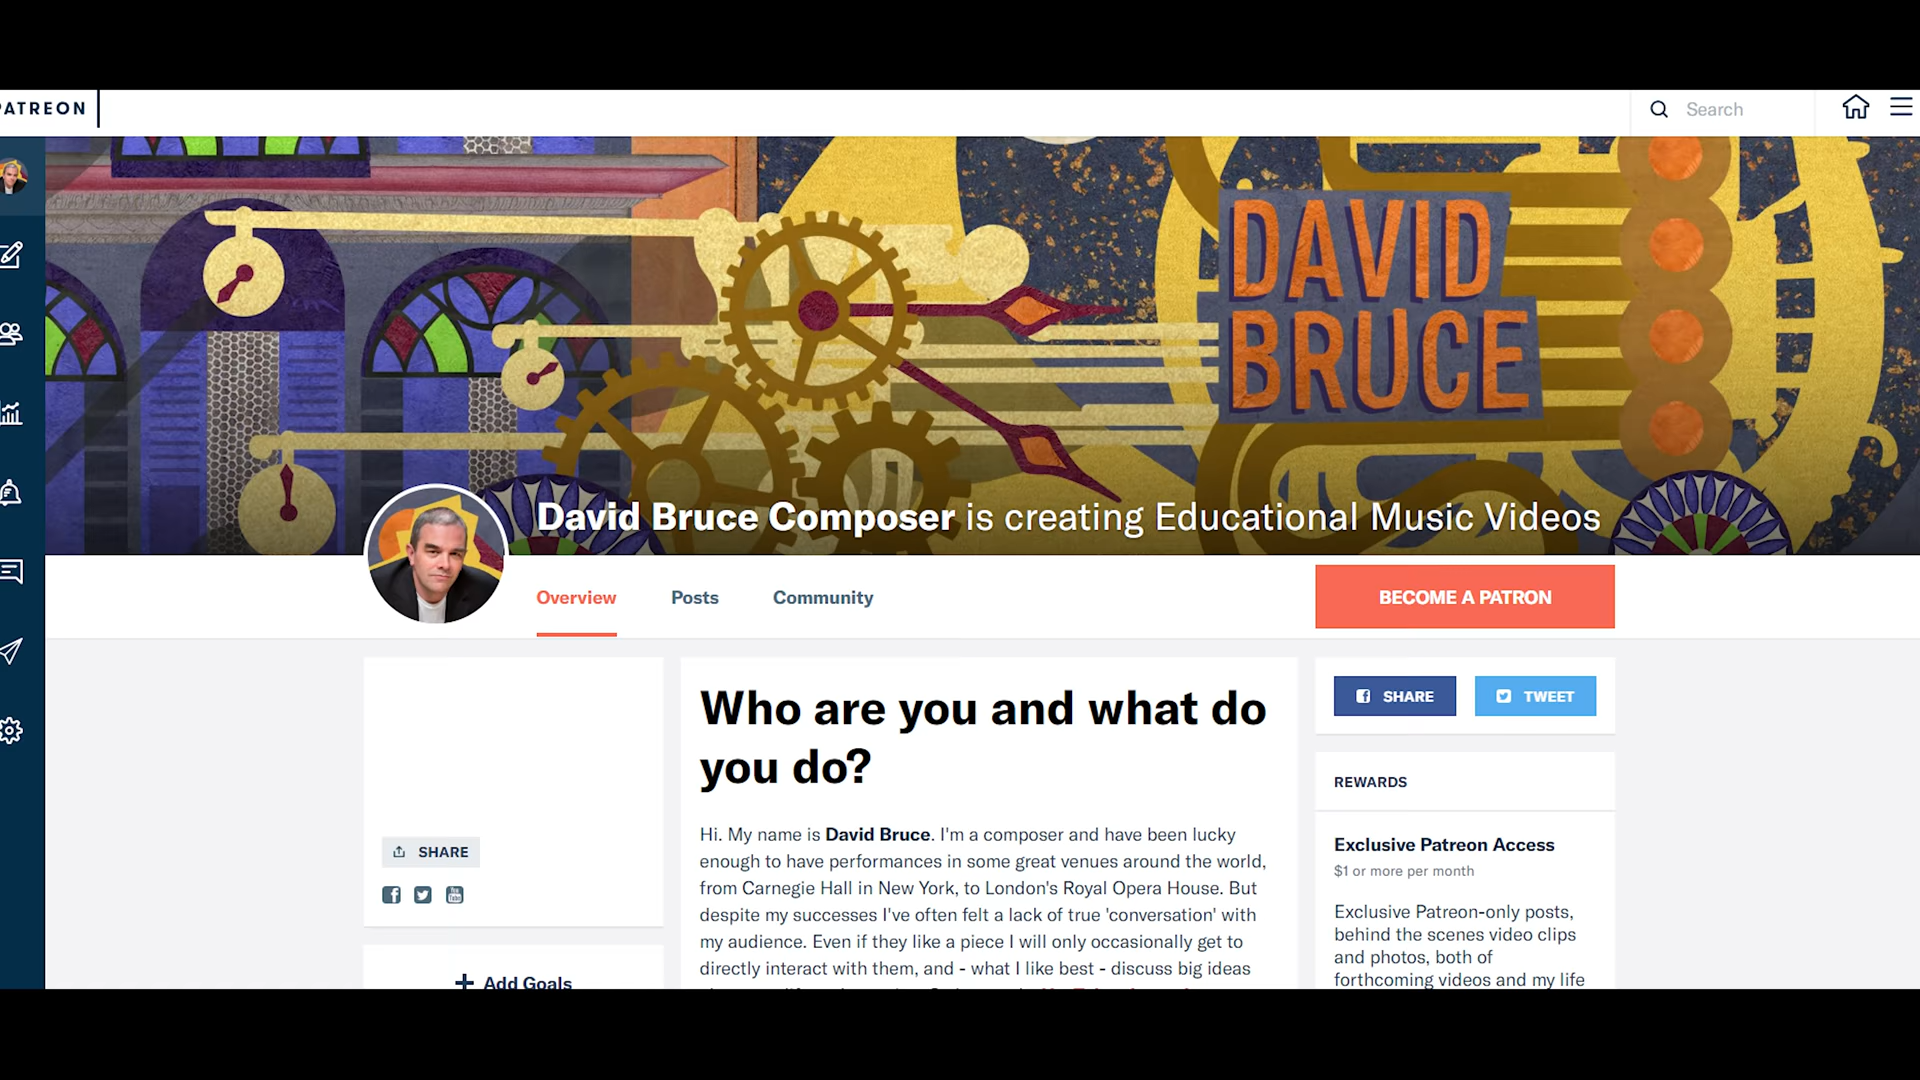 PATREON
Search
DAVID
BRUCE
David Bruce Composer is creating Educational Music Videos
Overview
Posts
Community
BECOME A PATRON
Who are you and what do
you do?
Hi. My name is David Bruce. I'm a composer and have been lucky
enough to have performances in some great venues around the world,
from Carnegie Hall in New York, to London's Royal Opera House. But
despite my successes I've often felt a lack of true 'conversation' with
my audience. Even if they like a piece I will only occasionally get to
directly interact with them, and - what I like best - discuss big ideas
SHARE
Add Goals
SHARE
TWEET
REWARDS
Exclusive Patreon Access
$1 or more per month
Exclusive Patreon-only posts,
behind the scenes video clips
and photos, both of
forthcoming videos and my life